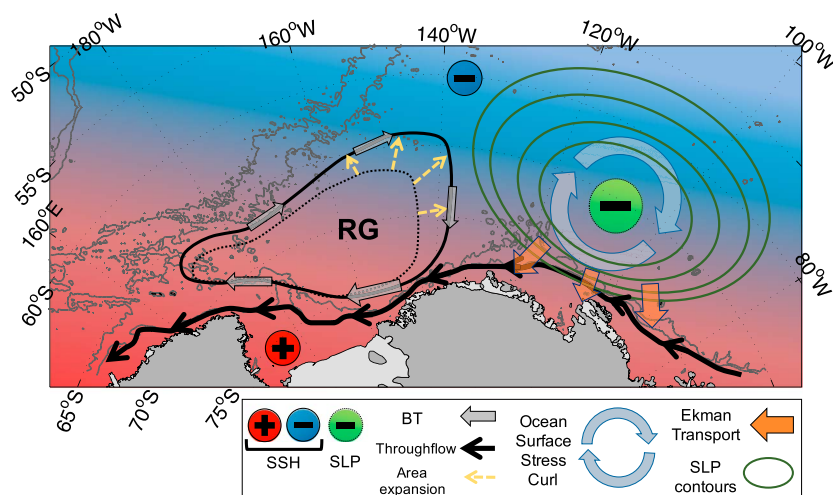 180°W
160°W
140°W
120°W
100°W
50°S
55°S
160°E
60°S
65°S
70°S
75°S
80°W
RG
SSH
SLP
BT
Throughflow
Area
expansion
Ocean
Surface
Stress
Curl
Ekman
Transport
SLP
contours